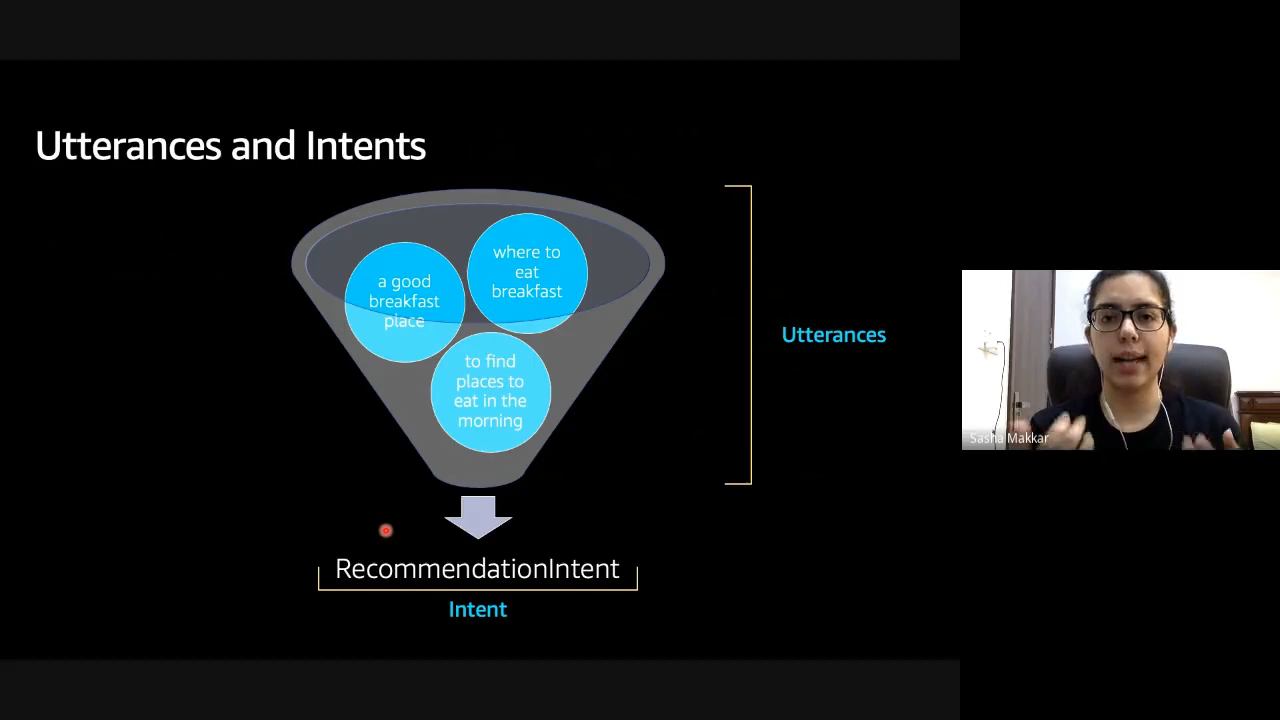 Utterances and Intents
where to
eat
breakfast
a good
breakfast
place
to find
places to
eat in the
morning
Utterances
RecommendationIntent
Intent
Sasha Makkar